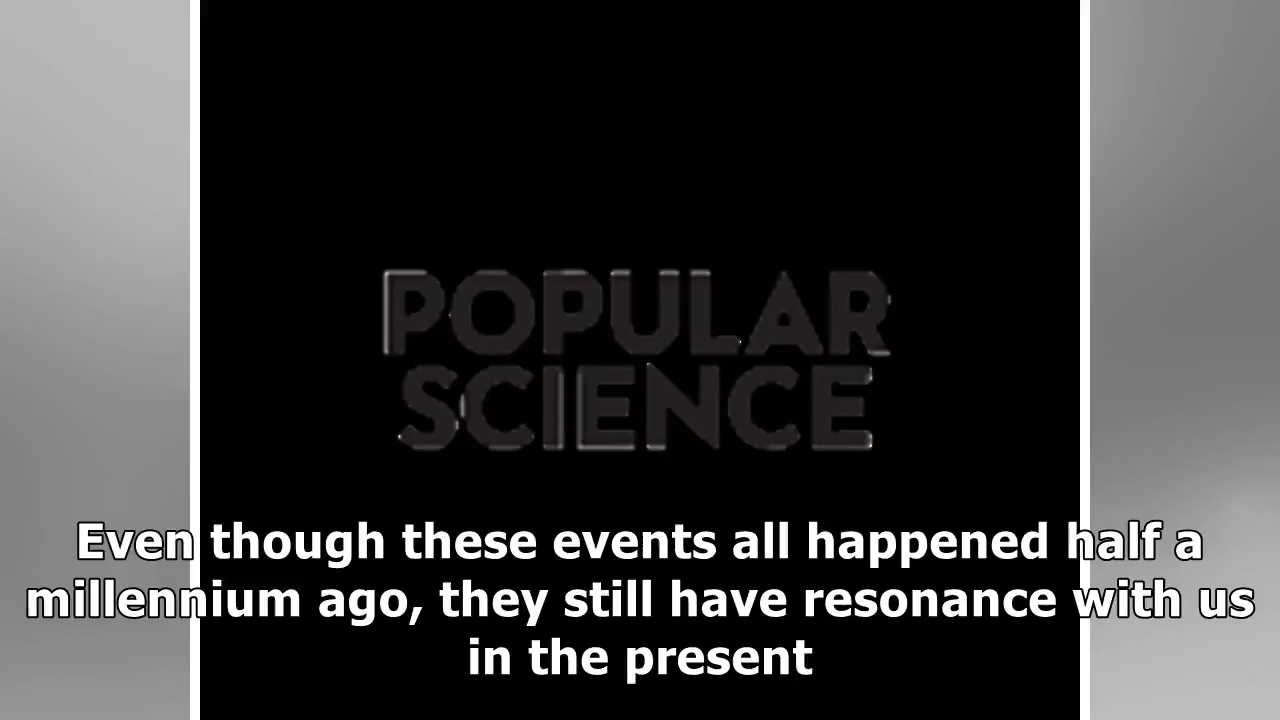 POPULAR
SCIENCE
Even though these events all happened half a
millennium ago, they still have resonance with us
in the present